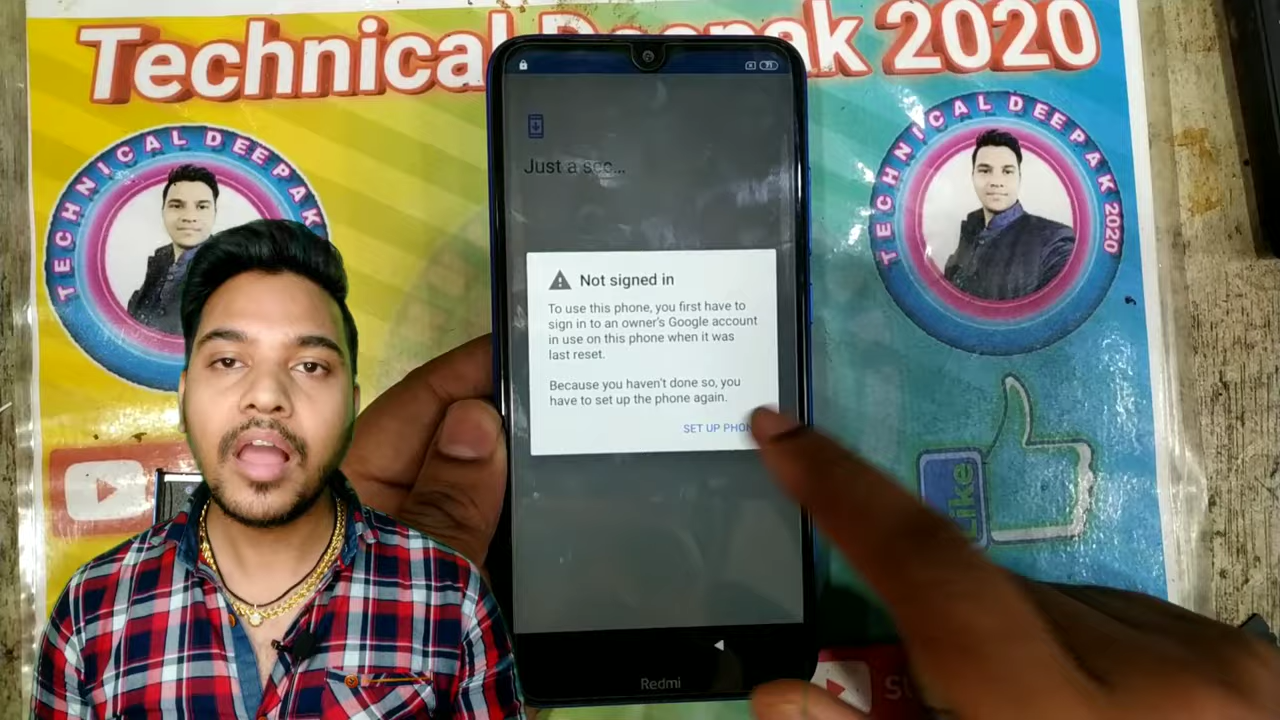 Technical Deepak 2020
TECHNICAL DEEPAK
TECHNICAL DEEPAK 2020
Just a sec...
Not signed in
To use this phone, you first have to
sign in to an owner's Google account
in use on this phone when it was
last reset.
Because you haven't done so, you
have to set up the phone again.
SET UP
Like
Redmi